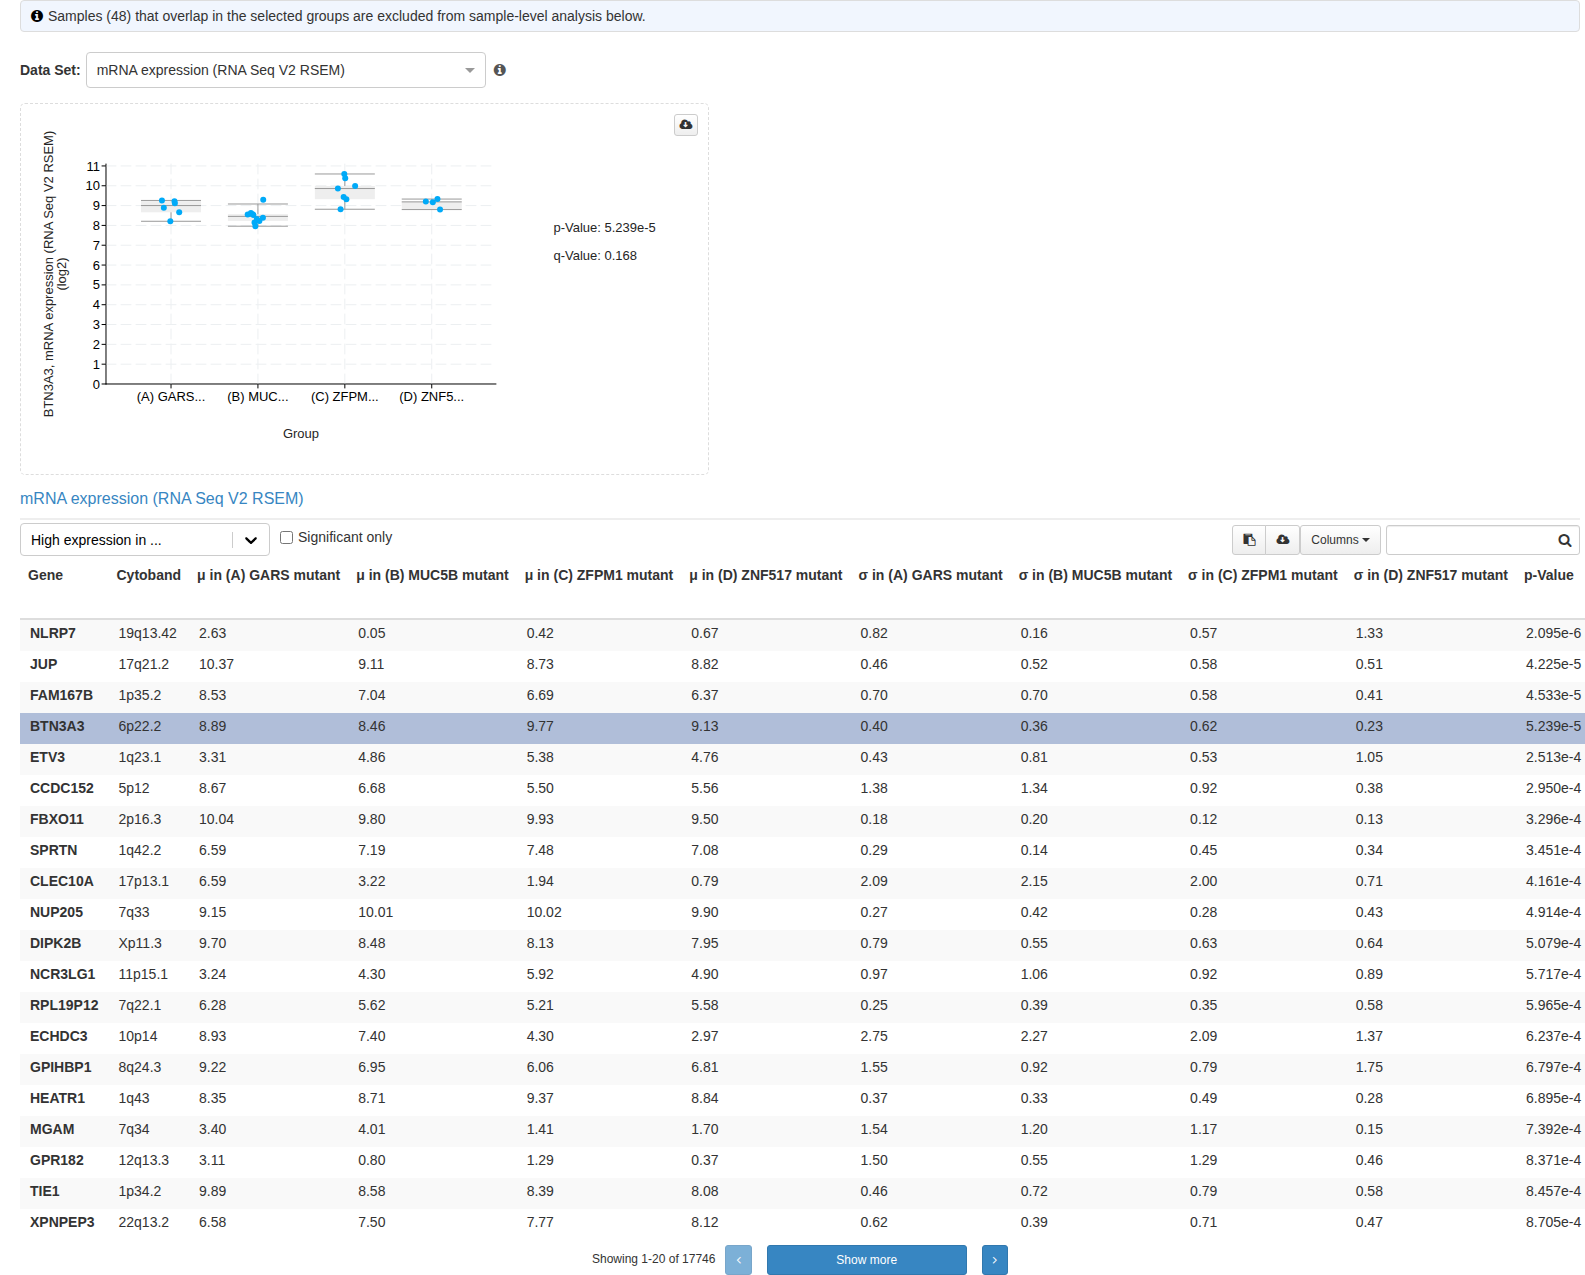 Samples (48) that overlap in the selected groups are excluded from sample-level analysis below.
Data Set: mRNA expression (RNA Seq V2 RSEM)
BTN3A3, mRNA expression (RNA Seq V2 RSEM)
(log2)
11
10
9
8
7
6
5
4
3
2
1
0
(A) GARS... (B) MUC... (C) ZFPM... (D) ZNF5...
Group
p-Value: 5.239e-5
q-Value: 0.168
mRNA expression (RNA Seq V2 RSEM)
High expression in ... Significant only Columns
Gene Cytoband μ in (A) GARS mutant μ in (B) MUC5B mutant μ in (C) ZFPM1 mutant μ in (D) ZNF517 mutant σ in (A) GARS mutant σ in (B) MUC5B mutant σ in (C) ZFPM1 mutant σ in (D) ZNF517 mutant p-Value
NLRP7 19q13.42 2.63 0.05 0.42 0.67 0.82 0.16 0.57 1.33 2.095e-6
JUP 17q21.2 10.37 9.11 8.73 8.82 0.46 0.52 0.58 0.51 4.225e-5
FAM167B 1p35.2 8.53 7.04 6.69 6.37 0.70 0.70 0.58 0.41 4.533e-5
BTN3A3 6p22.2 8.89 8.46 9.77 9.13 0.40 0.36 0.62 0.23 5.239e-5
ETV3 1q23.1 3.31 4.86 5.38 4.76 0.43 0.81 0.53 1.05 2.513e-4
CCDC152 5p12 8.67 6.68 5.50 5.56 1.38 1.34 0.92 0.38 2.950e-4
FBXO11 2p16.3 10.04 9.80 9.93 9.50 0.18 0.20 0.12 0.13 3.296e-4
SPRTN 1q42.2 6.59 7.19 7.48 7.08 0.29 0.14 0.45 0.34 3.451e-4
CLEC10A 17p13.1 6.59 3.22 1.94 0.79 2.09 2.15 2.00 0.71 4.161e-4
NUP205 7q33 9.15 10.01 10.02 9.90 0.27 0.42 0.28 0.43 4.914e-4
DIPK2B Xp11.3 9.70 8.48 8.13 7.95 0.79 0.55 0.63 0.64 5.079e-4
NCR3LG1 11p15.1 3.24 4.30 5.92 4.90 0.97 1.06 0.92 0.89 5.717e-4
RPL19P12 7q22.1 6.28 5.62 5.21 5.58 0.25 0.39 0.35 0.58 5.965e-4
ECHDC3 10p14 8.93 7.40 4.30 2.97 2.75 2.27 2.09 1.37 6.237e-4
GPIHBP1 8q24.3 9.22 6.95 6.06 6.81 1.55 0.92 0.79 1.75 6.797e-4
HEATR1 1q43 8.35 8.71 9.37 8.84 0.37 0.33 0.49 0.28 6.895e-4
MGAM 7q34 3.40 4.01 1.41 1.70 1.54 1.20 1.17 0.15 7.392e-4
GPR182 12q13.3 3.11 0.80 1.29 0.37 1.50 0.55 1.29 0.46 8.371e-4
TIE1 1p34.2 9.89 8.58 8.39 8.08 0.46 0.72 0.79 0.58 8.457e-4
XPNPEP3 22q13.2 6.58 7.50 7.77 8.12 0.62 0.39 0.71 0.47 8.705e-4
Showing 1-20 of 17746 ‹ Show more ›